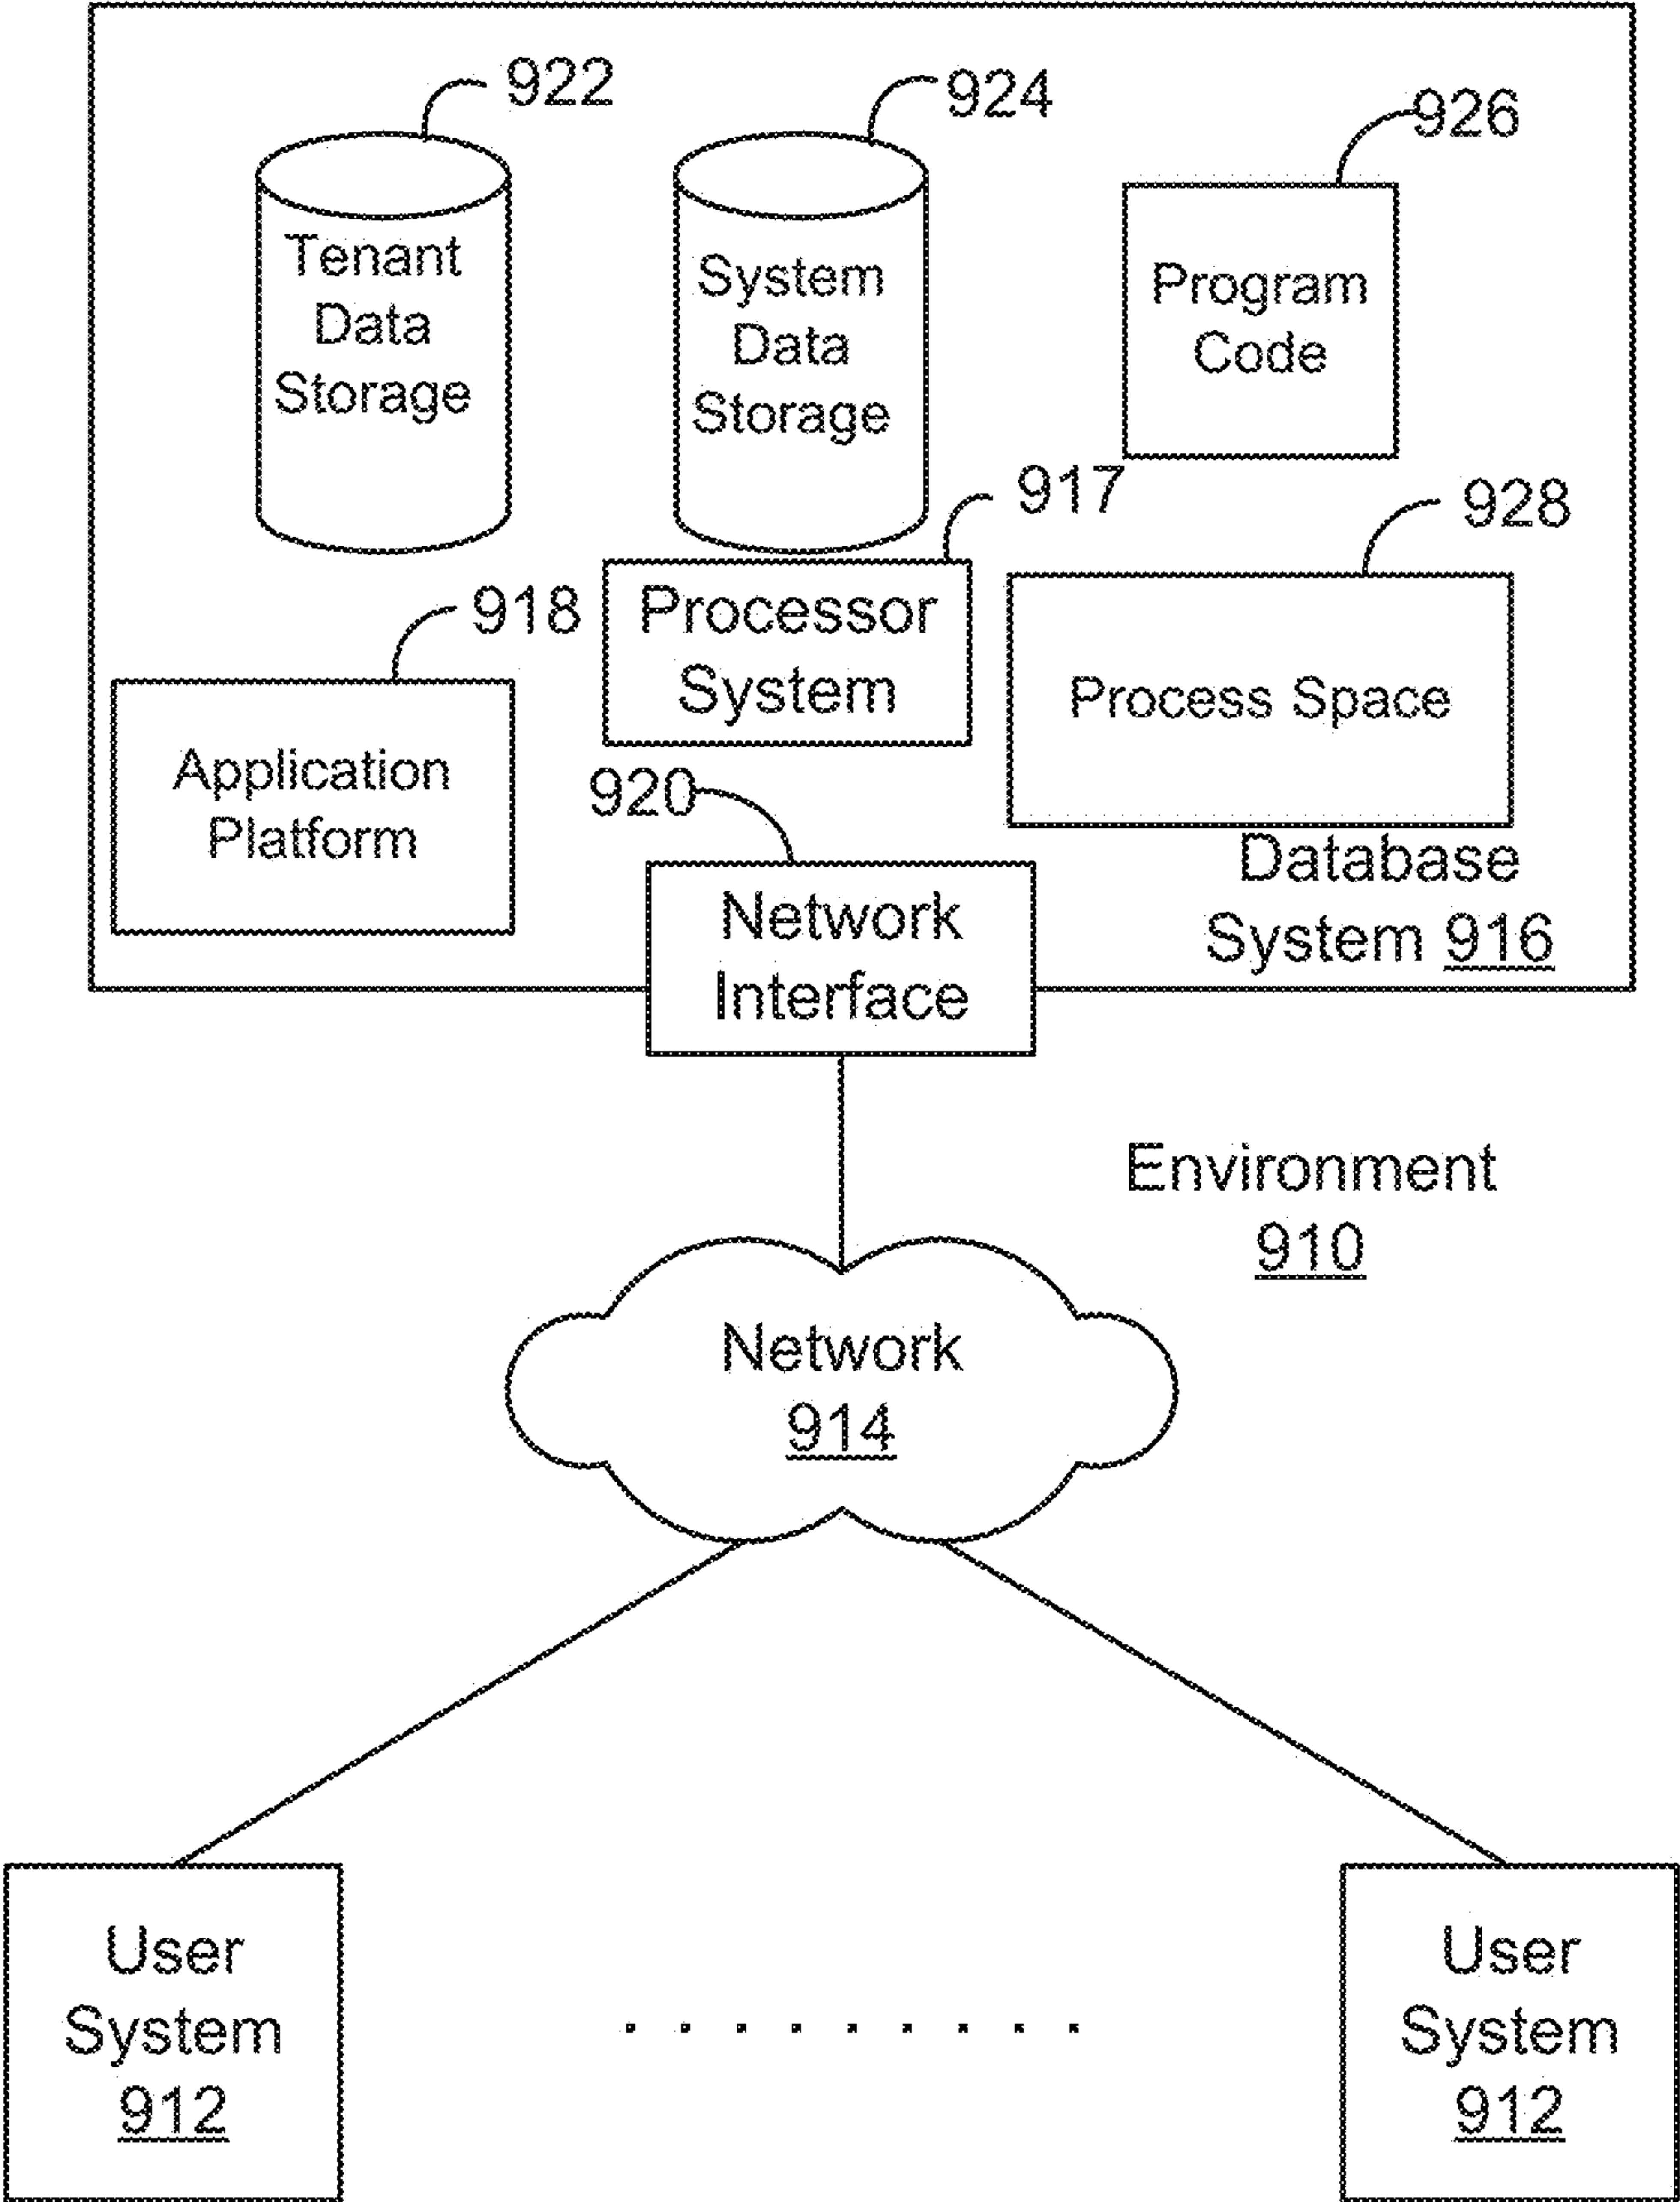 922
924
926
Tenant
Data
Storage
System
Data
Storage
Program
Code
917
928
918
Processor
System
Process Space
Application
Platform
920
Database
System 916
Network
Interface
Environment
910
Network
914
User
System
912
User
System
912